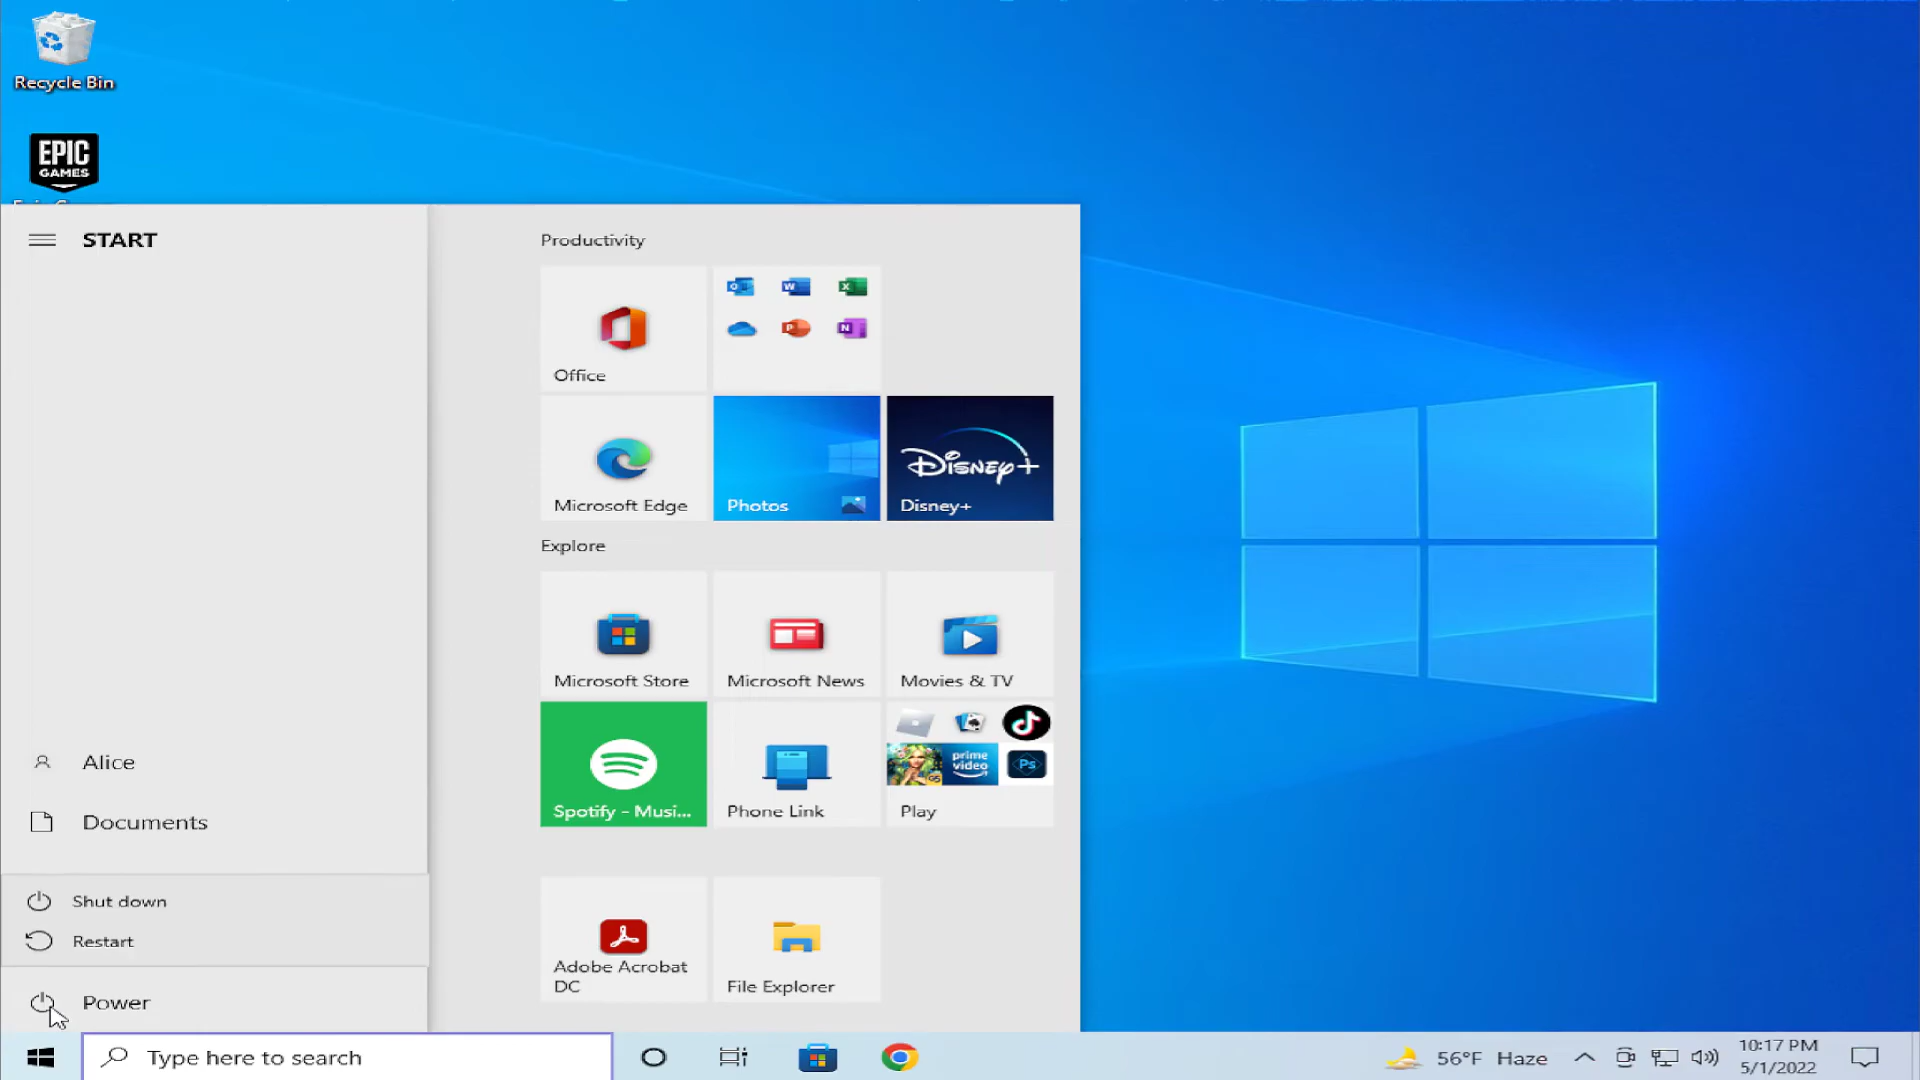 Recycle Bin
EPIC
GAMES
START
Productivity
Office
Microsoft Edge
Photos
DISNEY+
Disney+
Explore
Microsoft Store
Microsoft News
Movies & TV
Spotify - Musi...
Phone Link
prime
video
Ps
Play
Alice
Documents
Shut down
Restart
Adobe Acrobat
DC
File Explorer
Power
Type here to search
56°F Haze
10:17 PM
5/1/2022